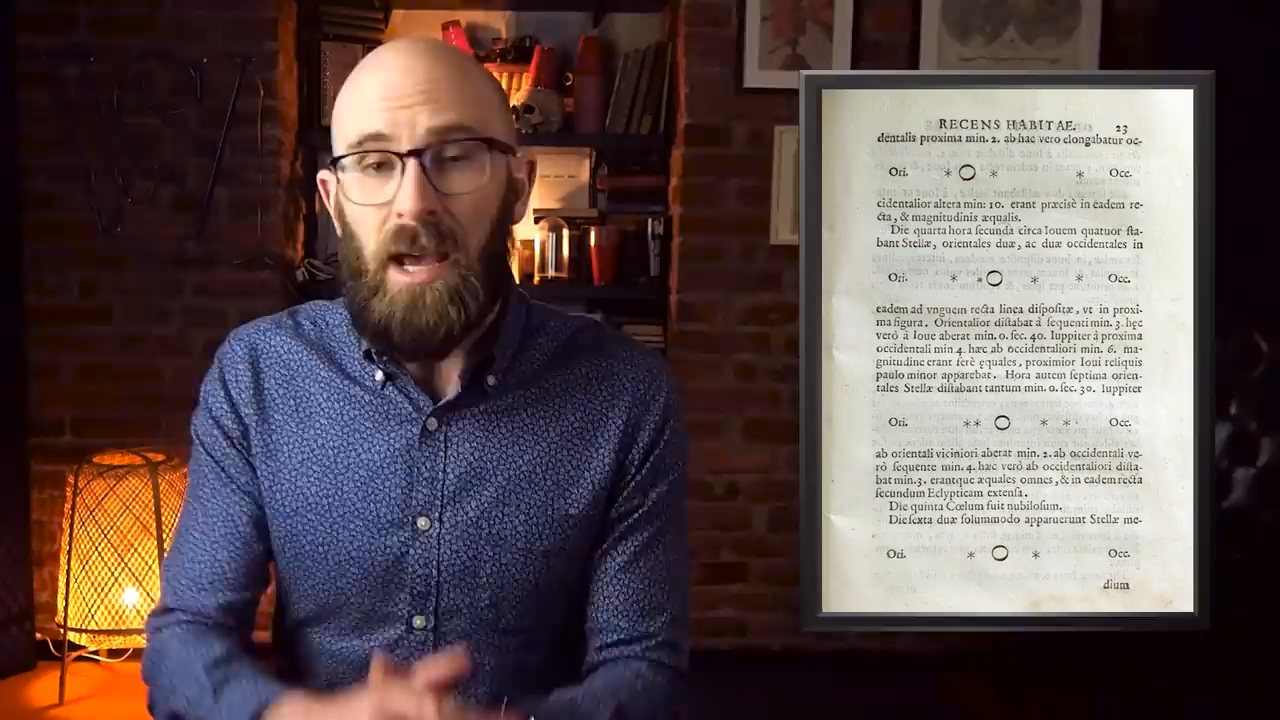 RECENS HABITAE. 23
dentalis proxima min. 2. ab hac vero elongabatur oc-
Ori. * O * * Occ.
cidentalior altera min: 10. erant præcisè in eadem re-
cta, & magnitudinis æqualis.
Die quarta hora secunda circa Iouem quatuor sta-
bant Stellæ, orientales duæ, ac duæ occidentales in
Ori. * * O * * Occ.
eadem ad vnguem recta linea dispositæ, vt in proxi-
ma figura. Orientalior distabat à sequenti min. 3. hęc
verò à Ioue aberat min. 0. sec. 40. Iuppiter à proxima
occidentali min 4. hæc ab occidentaliori min. 6. ma-
gnitudine erant ferè ęquales, proximior Ioui reliquis
paulo minor apparebat. Hora autem septima orien-
tales Stellæ distabant tantum min. 0. sec. 30. Iuppiter
Ori. ** O * * Occ.
ab orientali viciniori aberat min. 2. ab occidentali ve-
rò sequente min. 4. hæc verò ab occidentaliori dista-
bat min. 3. erantque æquales omnes, & in eadem recta
secundum Eclypticam extensa.
Die quinta Cœlum fuit nubilosum.
Die sexta duæ solummodo apparuerunt Stellæ me-
Ori. * O * Occ.
dium